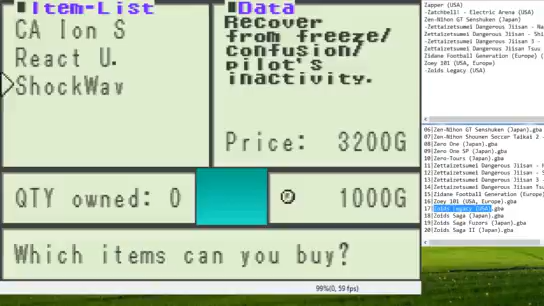 Item-List
CA Ion S
React U.
ShockWav
Data
Recover
from freeze/
confusion/
pilot's
inactivity.
Price: 3200G
QTY owned: 0
1000G
Which items can you buy?
99%(0, 59 fps)
Zapper (USA)
-Zatchbell! - Electric Arena (USA)
Zen-Nihon GT Senshuken (Japan)
-Zettaizetsumei Dangerous Jiisan - Na
-Zettaizetsumei Dangerous Jiisan - Sh
-Zettaizetsumei Dangerous Jiisan 3 -
-Zettaizetsumei Dangerous Jiisan Tsuu
Zidane Football Generation (Europe) (
Zoey 101 (USA, Europe)
-Zoids Legacy (USA)
06|Zen-Nihon GT Senshuken (Japan).gba
07|Zen-Nihon Shounen Soccer Taikai 2 -
08|Zero One (Japan).gba
09|Zero One SP (Japan).gba
10|Zero-Tours (Japan).gba
11|Zettaizetsumei Dangerous Jiisan - N
12|Zettaizetsumei Dangerous Jiisan - S
13|Zettaizetsumei Dangerous Jiisan 3 -
14|Zettaizetsumei Dangerous Jiisan Tsu
15|Zidane Football Generation (Europe)
16|Zoey 101 (USA, Europe).gba
17|Zoids Legacy (USA).gba
18|Zoids Saga (Japan).gba
19|Zoids Saga Fuzors (Japan).gba
20|Zoids Saga II (Japan).gba